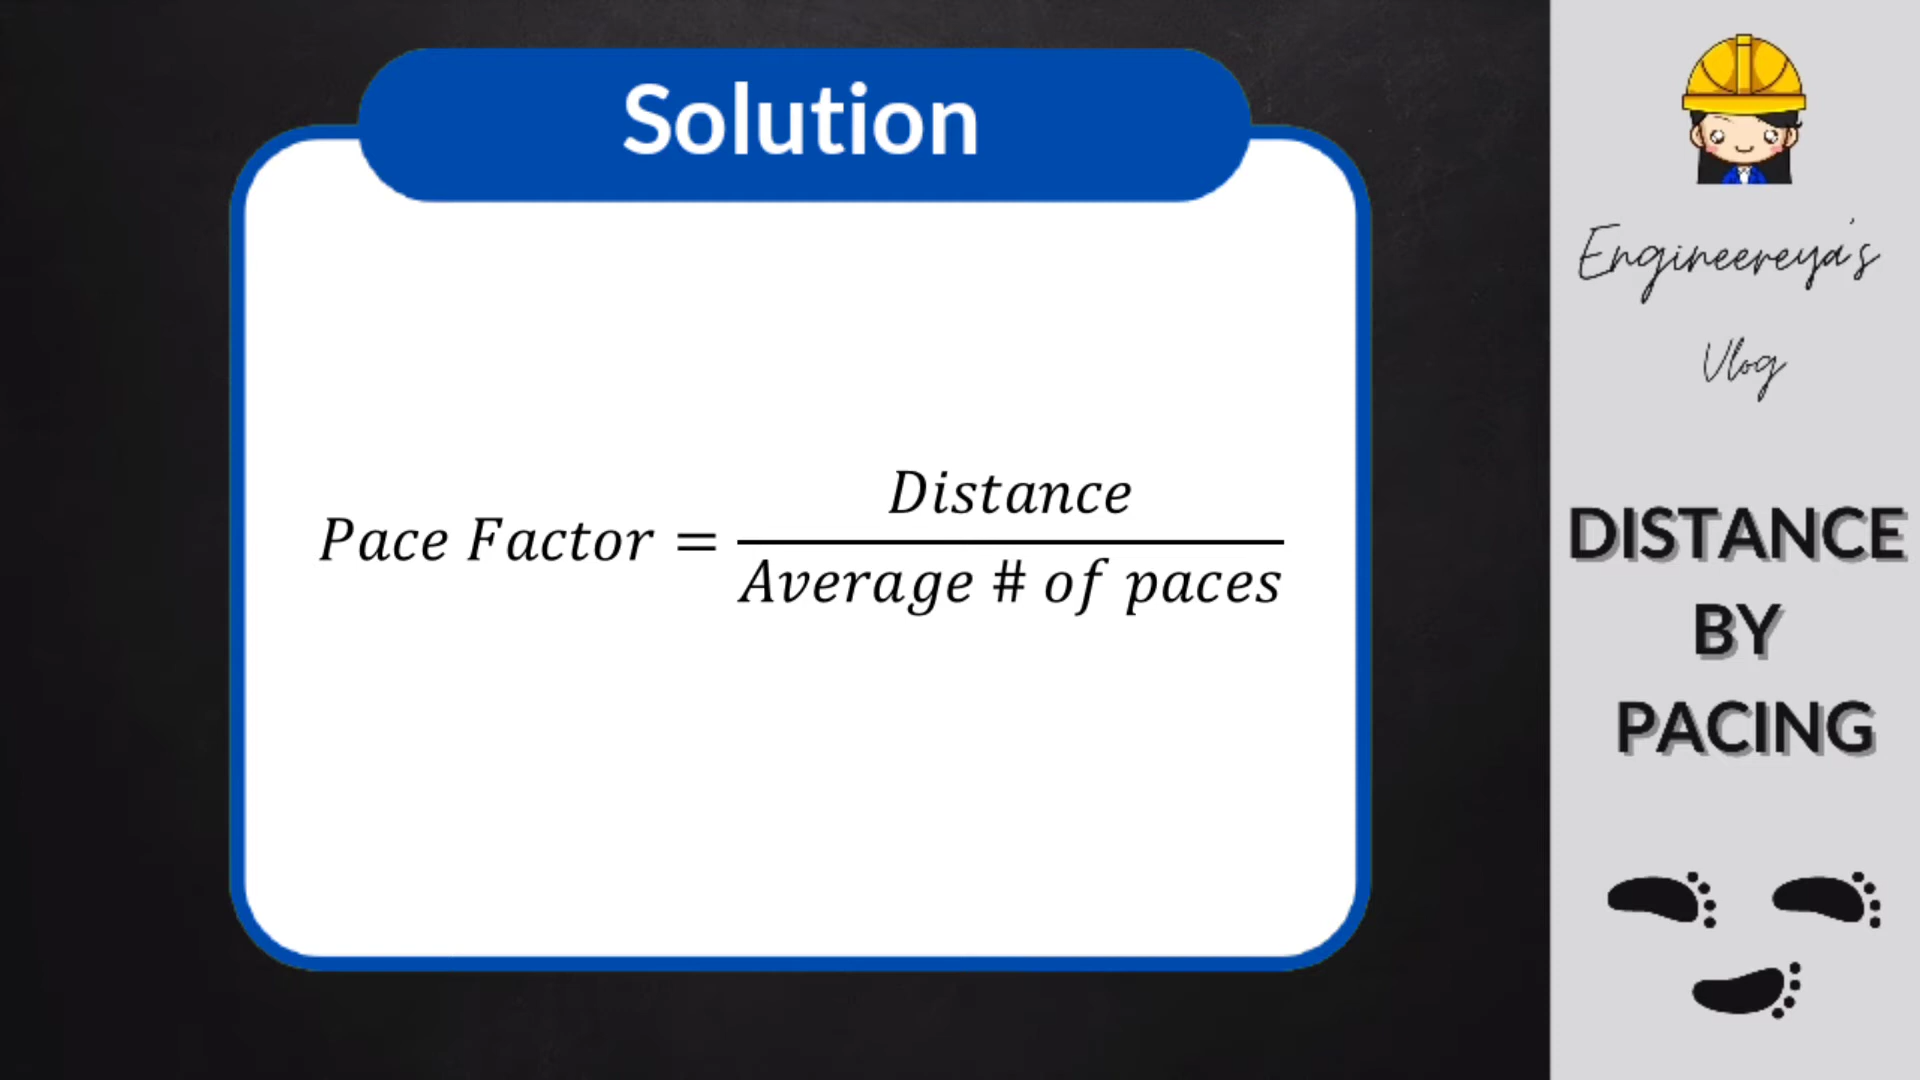 Solution
Pace Factor = Distance / Average # of paces
Engineereya's
Vlog
DISTANCE
BY
PACING